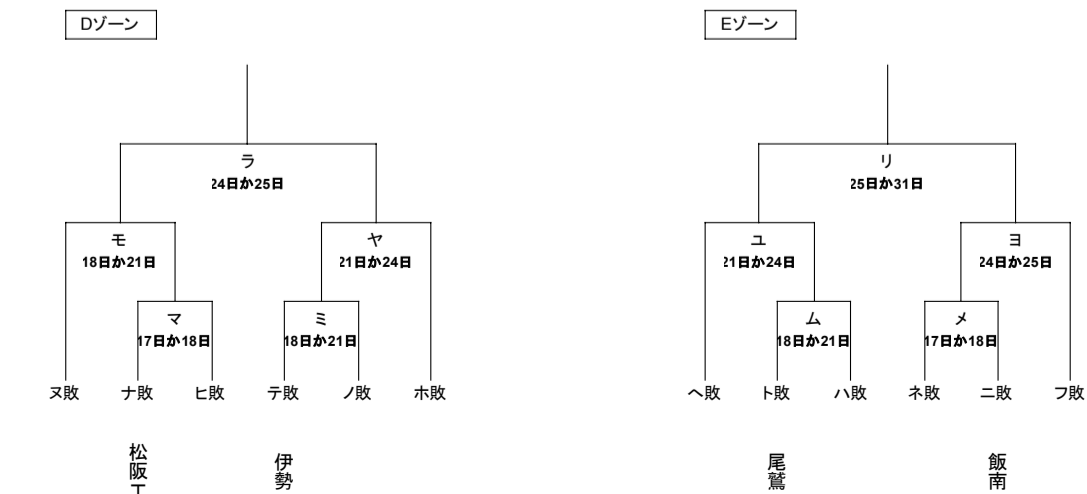 Dゾーン
Eゾーン
ラ
24日か25日
リ
25日か31日
モ
18日か21日
ヤ
21日か24日
ユ
21日か24日
ヨ
24日か25日
マ
17日か18日
ミ
18日か21日
ム
18日か21日
メ
17日か18日
ヌ敗 ナ敗 ヒ敗 テ敗 ノ敗 ホ敗
ヘ敗 ト敗 ハ敗 ネ敗 ニ敗 フ敗
松阪工
伊勢
尾鷲
飯南